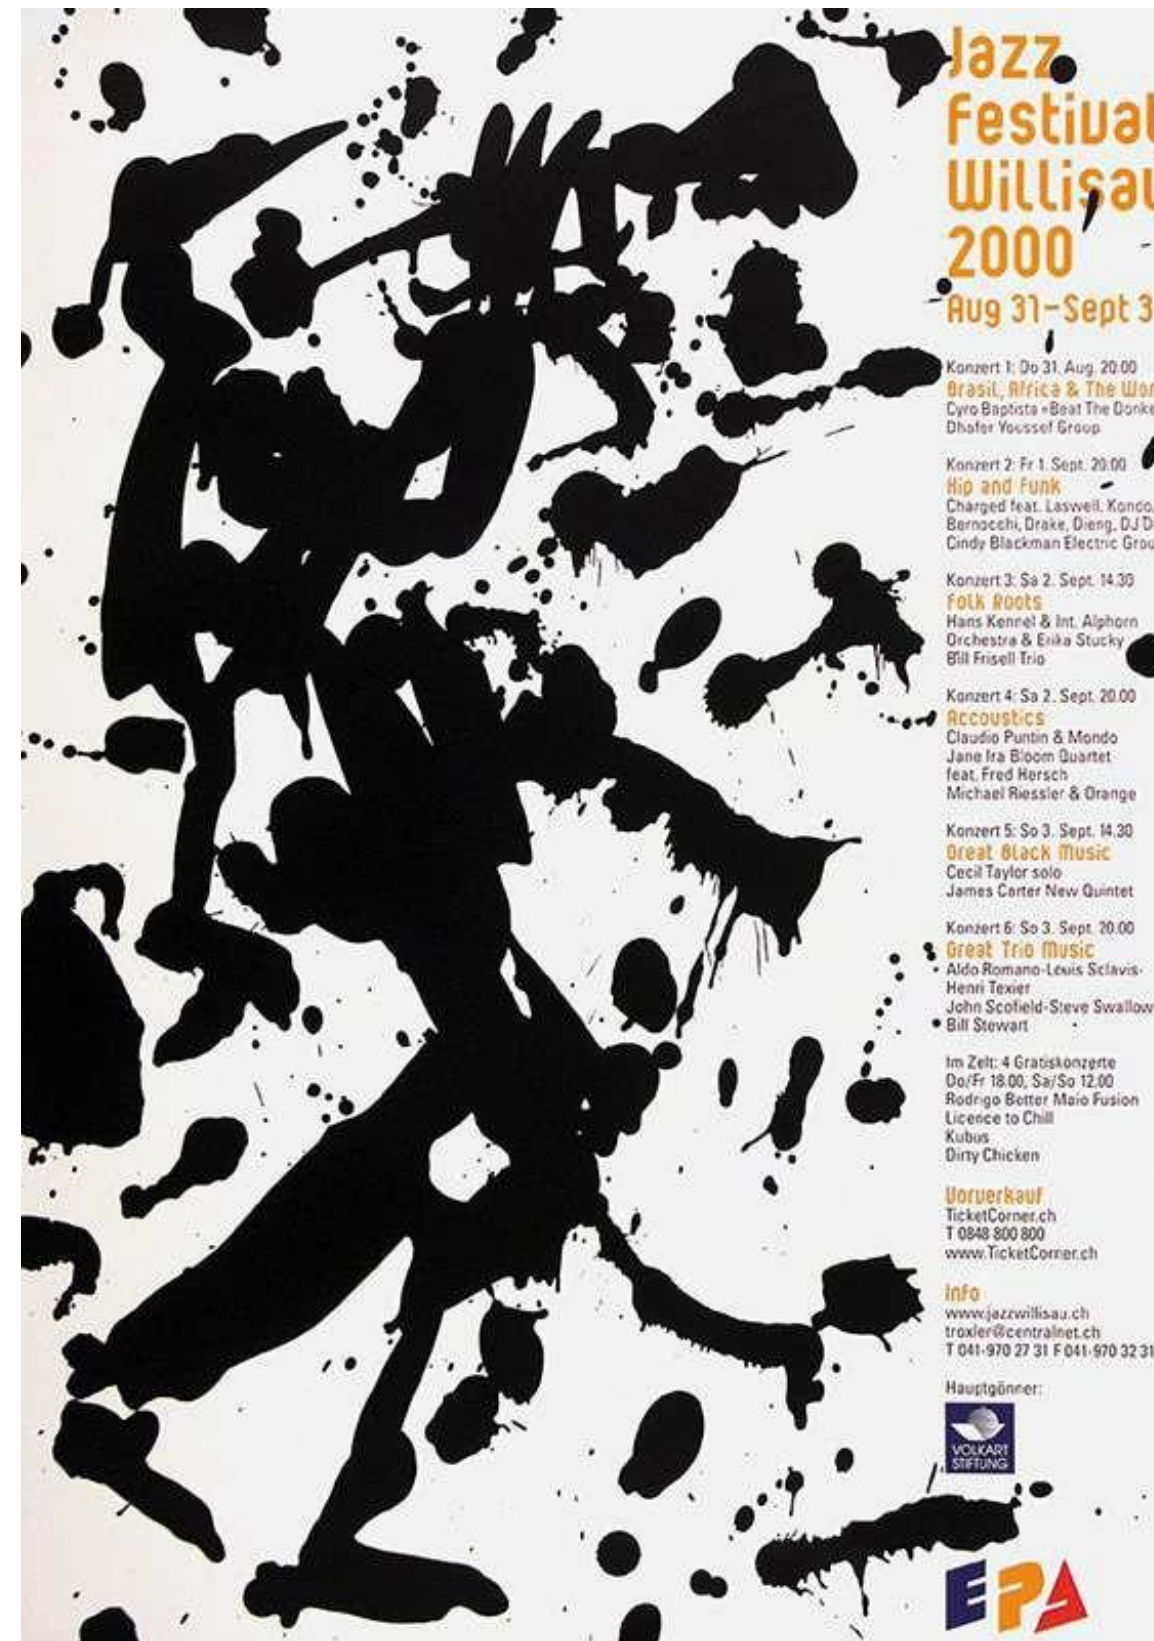 Jazz
Festival
Willisau
2000
Aug 31–Sept 3
Konzert 1: Do 31. Aug. 20.00
Brasil, Africa & The Wor
Cyro Baptista «Beat The Donke
Dhafer Youssef Group
Konzert 2: Fr 1. Sept. 20.00
Hip and Funk
Charged feat. Laswell, Kondo,
Bernocchi, Drake, Dieng, DJ D
Cindy Blackman Electric Grou
Konzert 3: Sa 2. Sept. 14.30
Folk Roots
Hans Kennel & Int. Alphorn
Orchestra & Erika Stucky
Bill Frisell Trio
Konzert 4: Sa 2. Sept. 20.00
Accoustics
Claudio Puntin & Mondo
Jane Ira Bloom Quartet
feat. Fred Hersch
Michael Riessler & Orange
Konzert 5: So 3. Sept. 14.30
Great Black Music
Cecil Taylor solo
James Carter New Quintet
Konzert 6: So 3. Sept. 20.00
Great Trio Music
Aldo Romano-Louis Sclavis-
Henri Texier
John Scofield-Steve Swallow
Bill Stewart
Im Zelt: 4 Gratiskonzerte
Do/Fr 18.00, Sa/So 12.00
Rodrigo Botter Maio Fusion
Licence to Chill
Kubus
Dirty Chicken
Vorverkauf
TicketCorner.ch
T 0848 800 800
www.TicketCorner.ch
Info
www.jazzwillisau.ch
troxler@centralnet.ch
T 041-970 27 31 F 041-970 32 31
Hauptgönner:
VOLKART
STIFTUNG
EPA